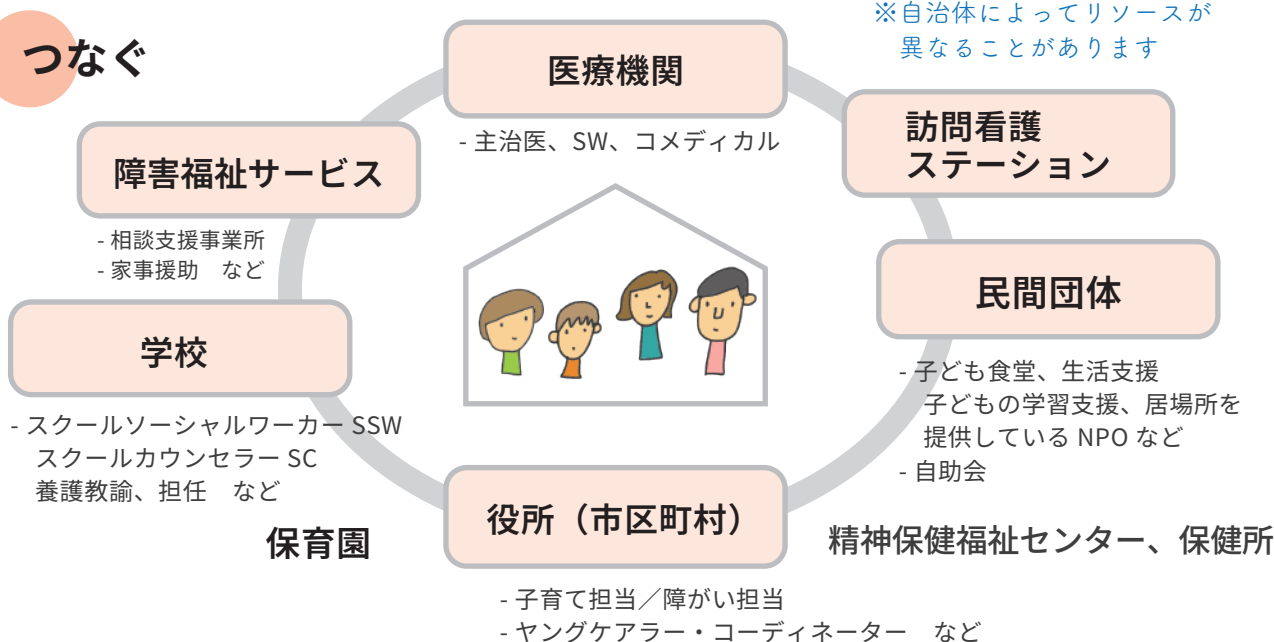 つなぐ
※自治体によってリソースが
異なることがあります
医療機関
- 主治医、SW、コメディカル
訪問看護
ステーション
障害福祉サービス
- 相談支援事業所
- 家事援助　など
民間団体
- 子ども食堂、生活支援
子どもの学習支援、居場所を
提供している NPO など
- 自助会
学校
- スクールソーシャルワーカー SSW
スクールカウンセラー SC
養護教諭、担任　など
保育園
役所（市区町村）
- 子育て担当／障がい担当
- ヤングケアラー・コーディネーター　など
精神保健福祉センター、保健所